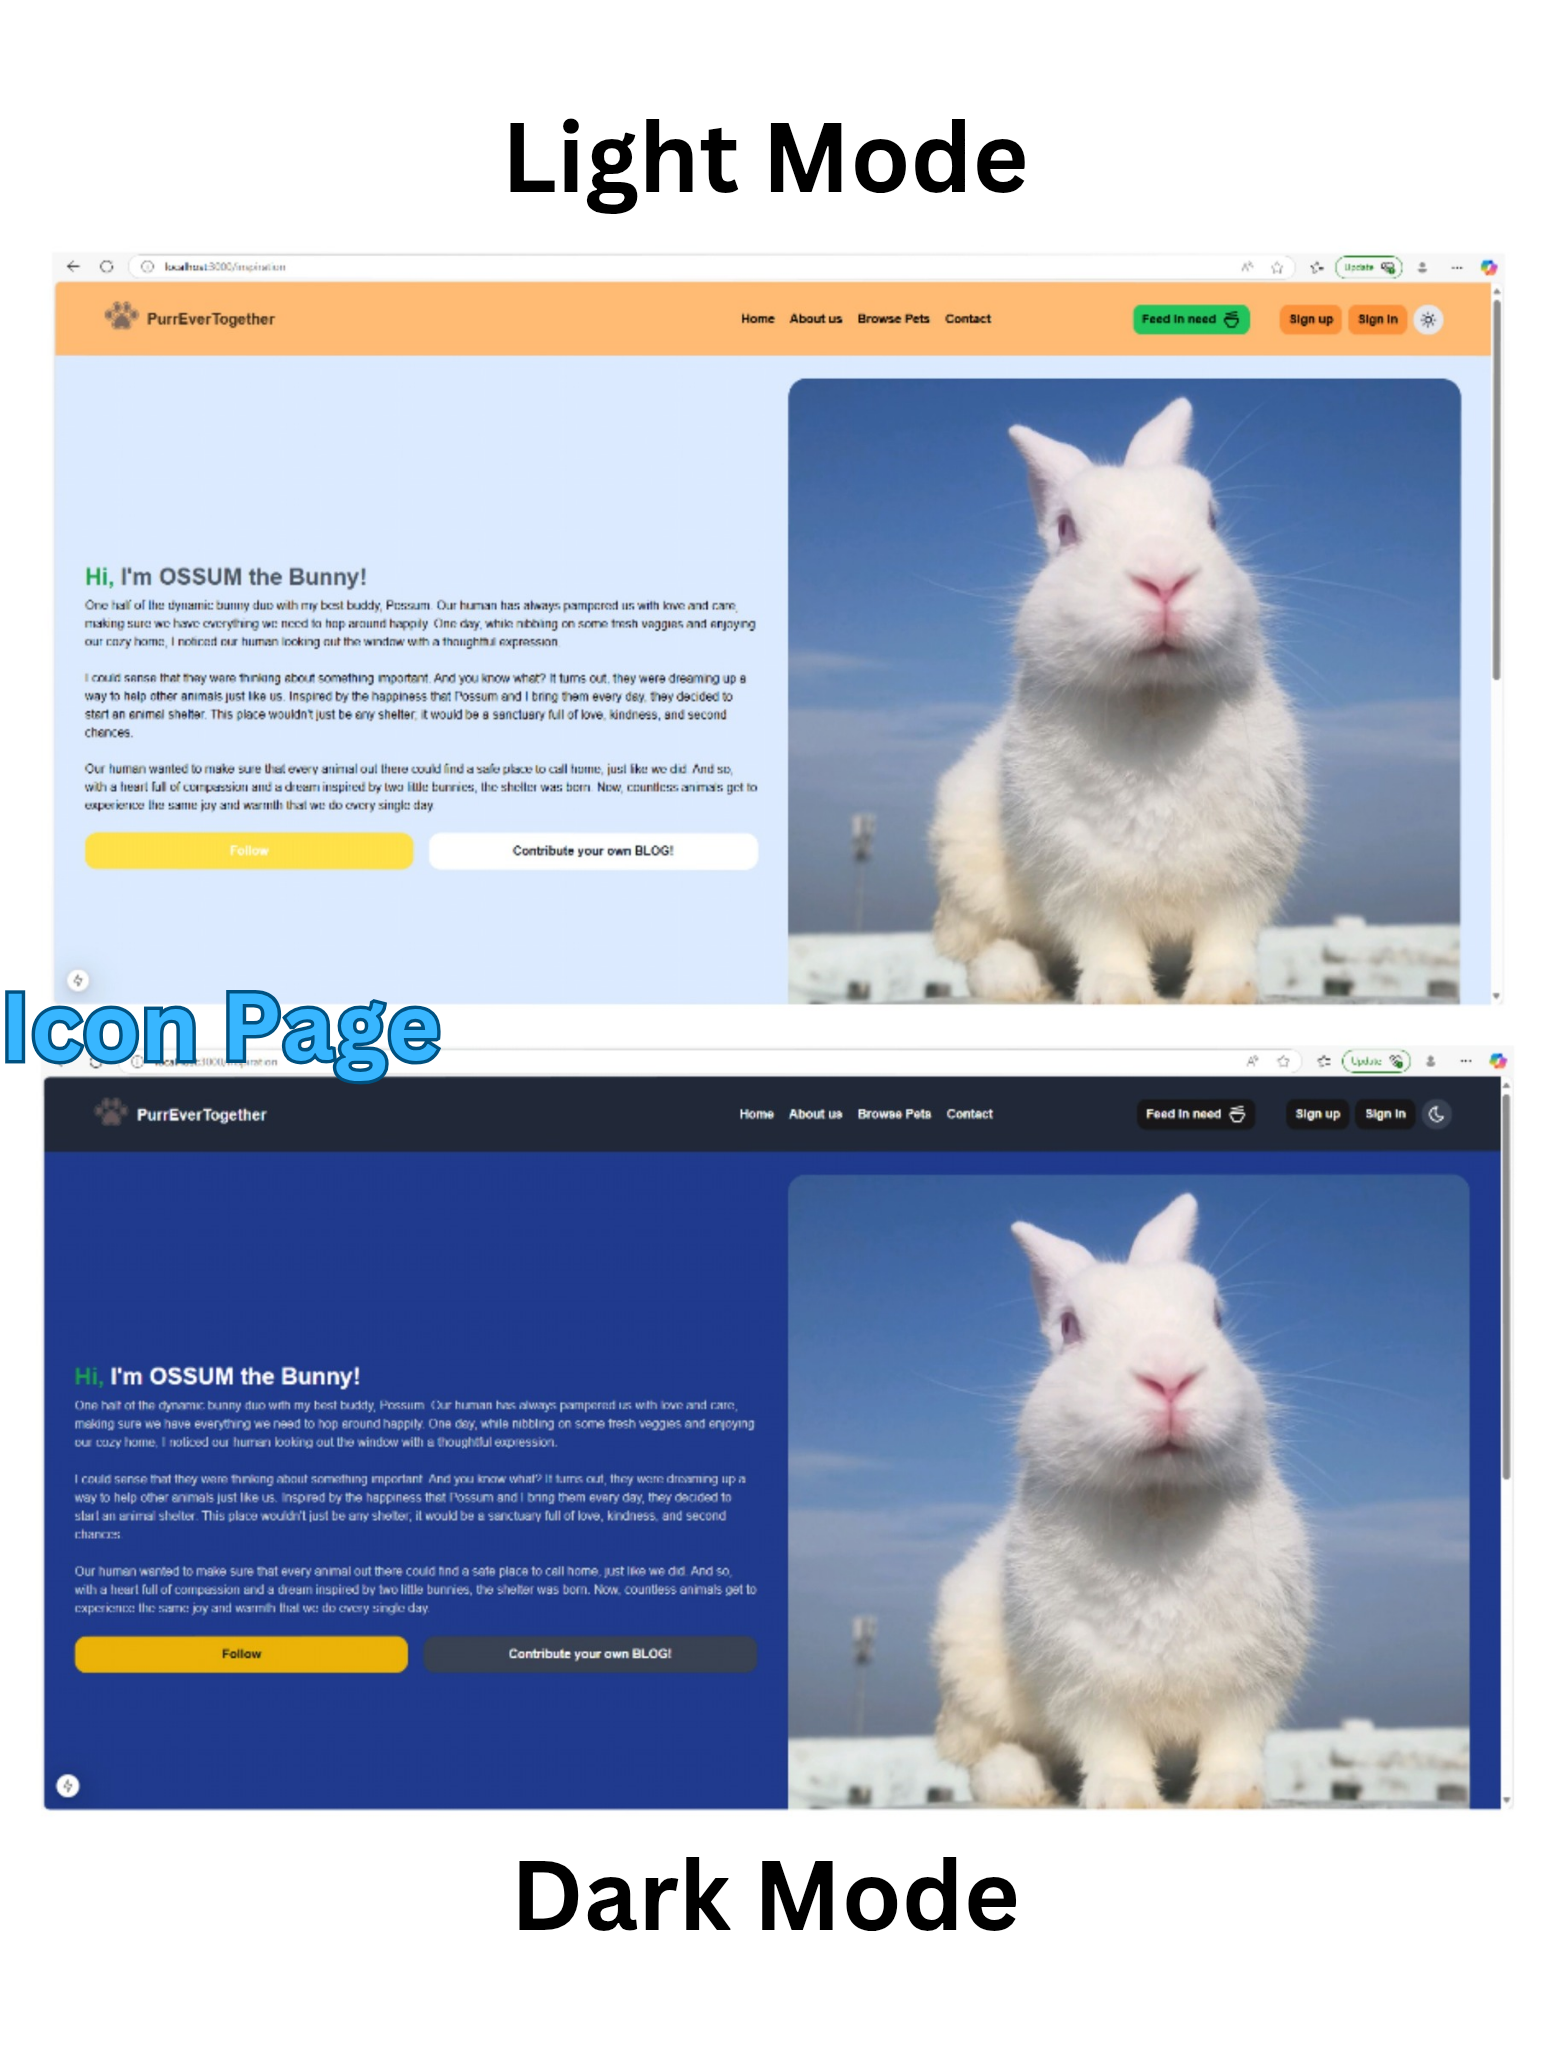 Light Mode
localhost:3000/inspiration
Update
PurrEverTogether
Home About us Browse Pets Contact
Feed in need
Sign up Sign in
Hi, I'm OSSUM the Bunny!
One half of the dynamic bunny duo with my best buddy, Possum. Our human has always pampered us with love and care,
making sure we have everything we need to hop around happily. One day, while nibbling on some fresh veggies and enjoying
our cozy home, I noticed our human looking out the window with a thoughtful expression.
I could sense that they were thinking about something important. And you know what? It turns out, they were dreaming up a
way to help other animals just like us. Inspired by the happiness that Possum and I bring them every day, they decided to
start an animal shelter. This place wouldn't just be any shelter; it would be a sanctuary full of love, kindness, and second
chances.
Our human wanted to make sure that every animal out there could find a safe place to call home, just like we did. And so,
with a heart full of compassion and a dream inspired by two little bunnies, the shelter was born. Now, countless animals get to
experience the same joy and warmth that we do every single day.
Follow
Contribute your own BLOG!
Icon Page
localhost:3000/inspiration
Update
PurrEverTogether
Home About us Browse Pets Contact
Feed in need
Sign up Sign in
Hi, I'm OSSUM the Bunny!
One half of the dynamic bunny duo with my best buddy, Possum. Our human has always pampered us with love and care,
making sure we have everything we need to hop around happily. One day, while nibbling on some fresh veggies and enjoying
our cozy home, I noticed our human looking out the window with a thoughtful expression.
I could sense that they were thinking about something important. And you know what? It turns out, they were dreaming up a
way to help other animals just like us. Inspired by the happiness that Possum and I bring them every day, they decided to
start an animal shelter. This place wouldn't just be any shelter; it would be a sanctuary full of love, kindness, and second
chances.
Our human wanted to make sure that every animal out there could find a safe place to call home, just like we did. And so,
with a heart full of compassion and a dream inspired by two little bunnies, the shelter was born. Now, countless animals get to
experience the same joy and warmth that we do every single day.
Follow
Contribute your own BLOG!
Dark Mode